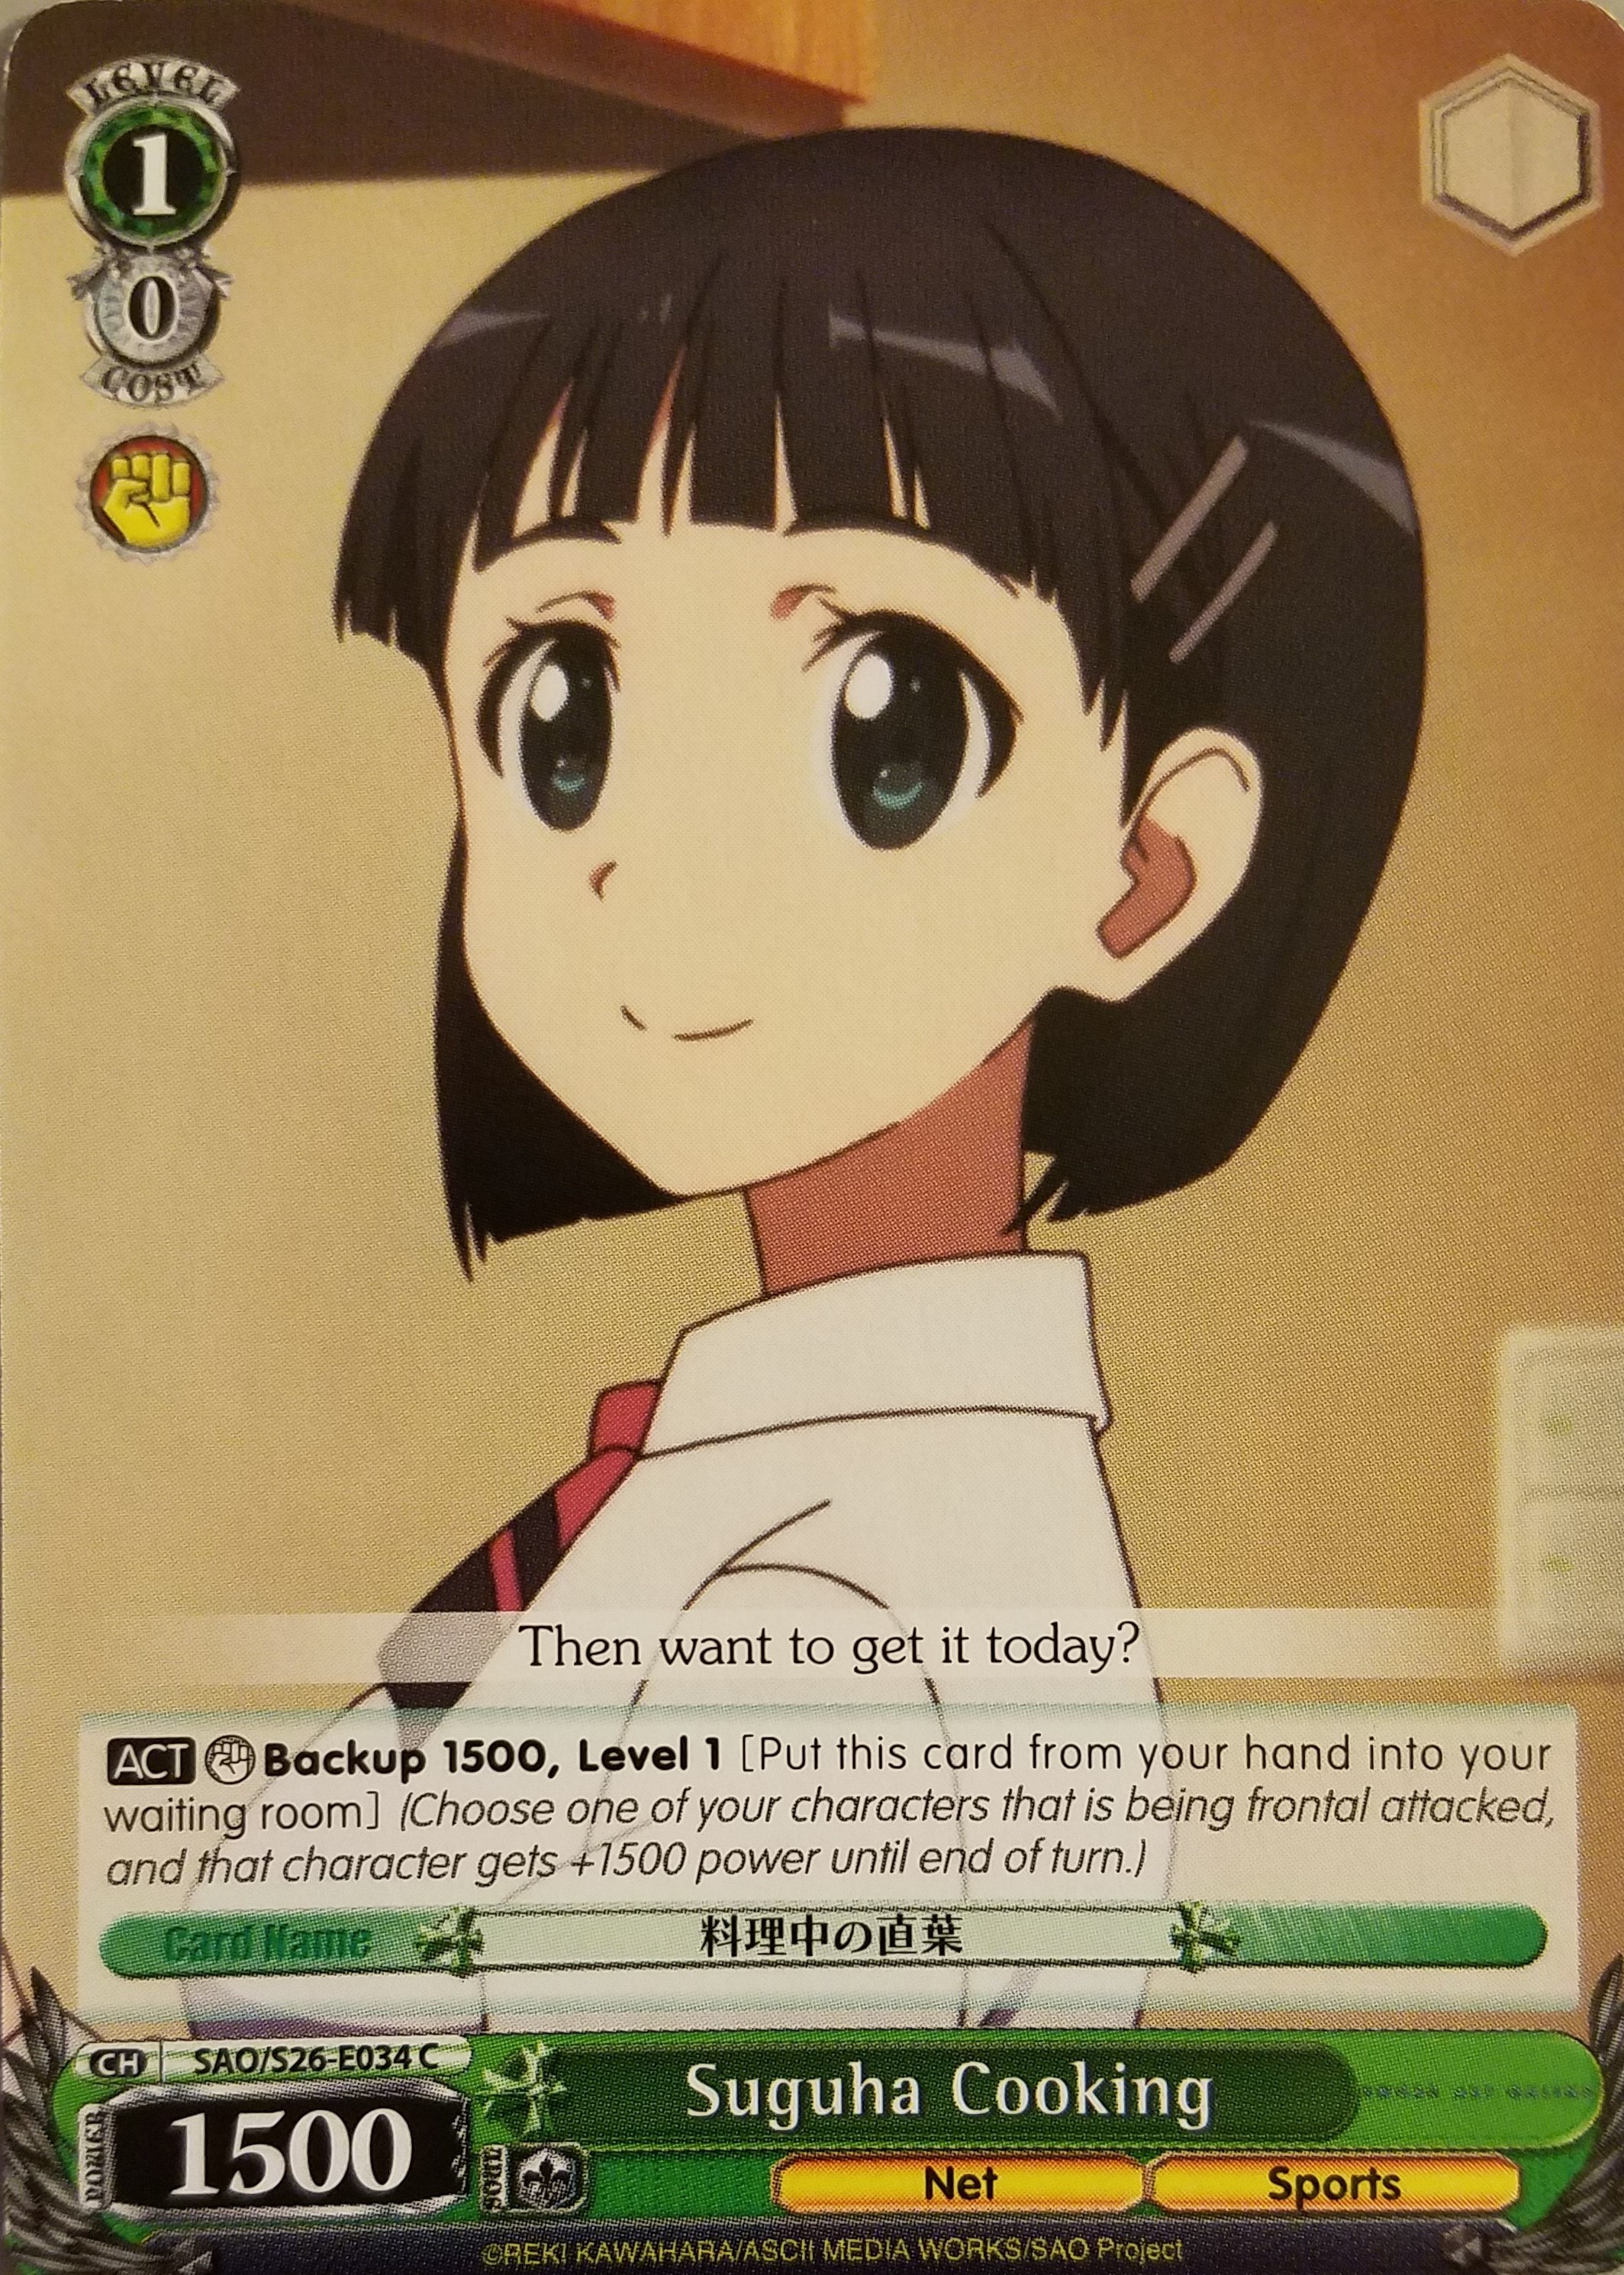 LEVEL
1
0
COST
Then want to get it today?
ACT Backup 1500, Level 1 [Put this card from your hand into your
waiting room] (Choose one of your characters that is being frontal attacked,
and that character gets +1500 power until end of turn.)
Card Name 料理中の直葉
CH SAO/S26-E034 C
Suguha Cooking
POWER 1500
SOUL
Net Sports
©REKI KAWAHARA/ASCII MEDIA WORKS/SAO Project